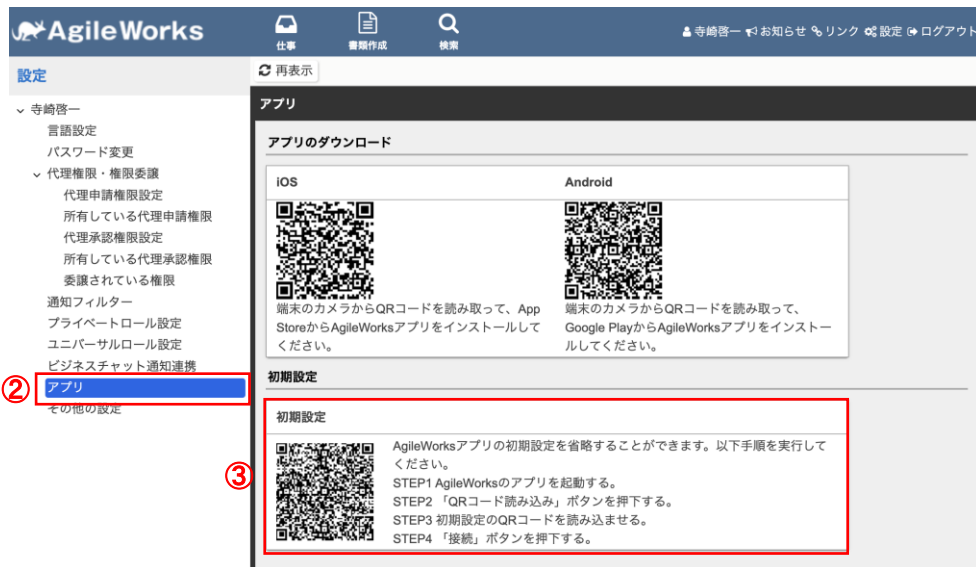 AgileWorks
仕事
書類作成
検索
寺崎啓一 お知らせ リンク 設定 ログアウト
設定
再表示
寺崎啓一
言語設定
パスワード変更
代理権限・権限委譲
代理申請権限設定
所有している代理申請権限
代理承認権限設定
所有している代理承認権限
委譲されている権限
通知フィルター
プライベートロール設定
ユニバーサルロール設定
ビジネスチャット通知連携
②
アプリ
その他の設定
アプリ
アプリのダウンロード
iOS
端末のカメラからQRコードを読み取って、App
StoreからAgileWorksアプリをインストールして
ください。
Android
端末のカメラからQRコードを読み取って、
Google PlayからAgileWorksアプリをインストー
ルしてください。
初期設定
③
初期設定
AgileWorksアプリの初期設定を省略することができます。以下手順を実行して
ください。
STEP1 AgileWorksのアプリを起動する。
STEP2 「QRコード読み込み」ボタンを押下する。
STEP3 初期設定のQRコードを読み込ませる。
STEP4 「接続」ボタンを押下する。